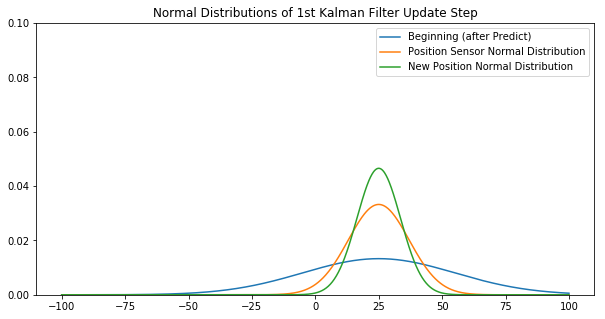 Normal Distributions of 1st Kalman Filter Update Step
0.10
0.08
0.06
0.04
0.02
0.00
Beginning (after Predict)
Position Sensor Normal Distribution
New Position Normal Distribution
−100 −75 −50 −25 0 25 50 75 100